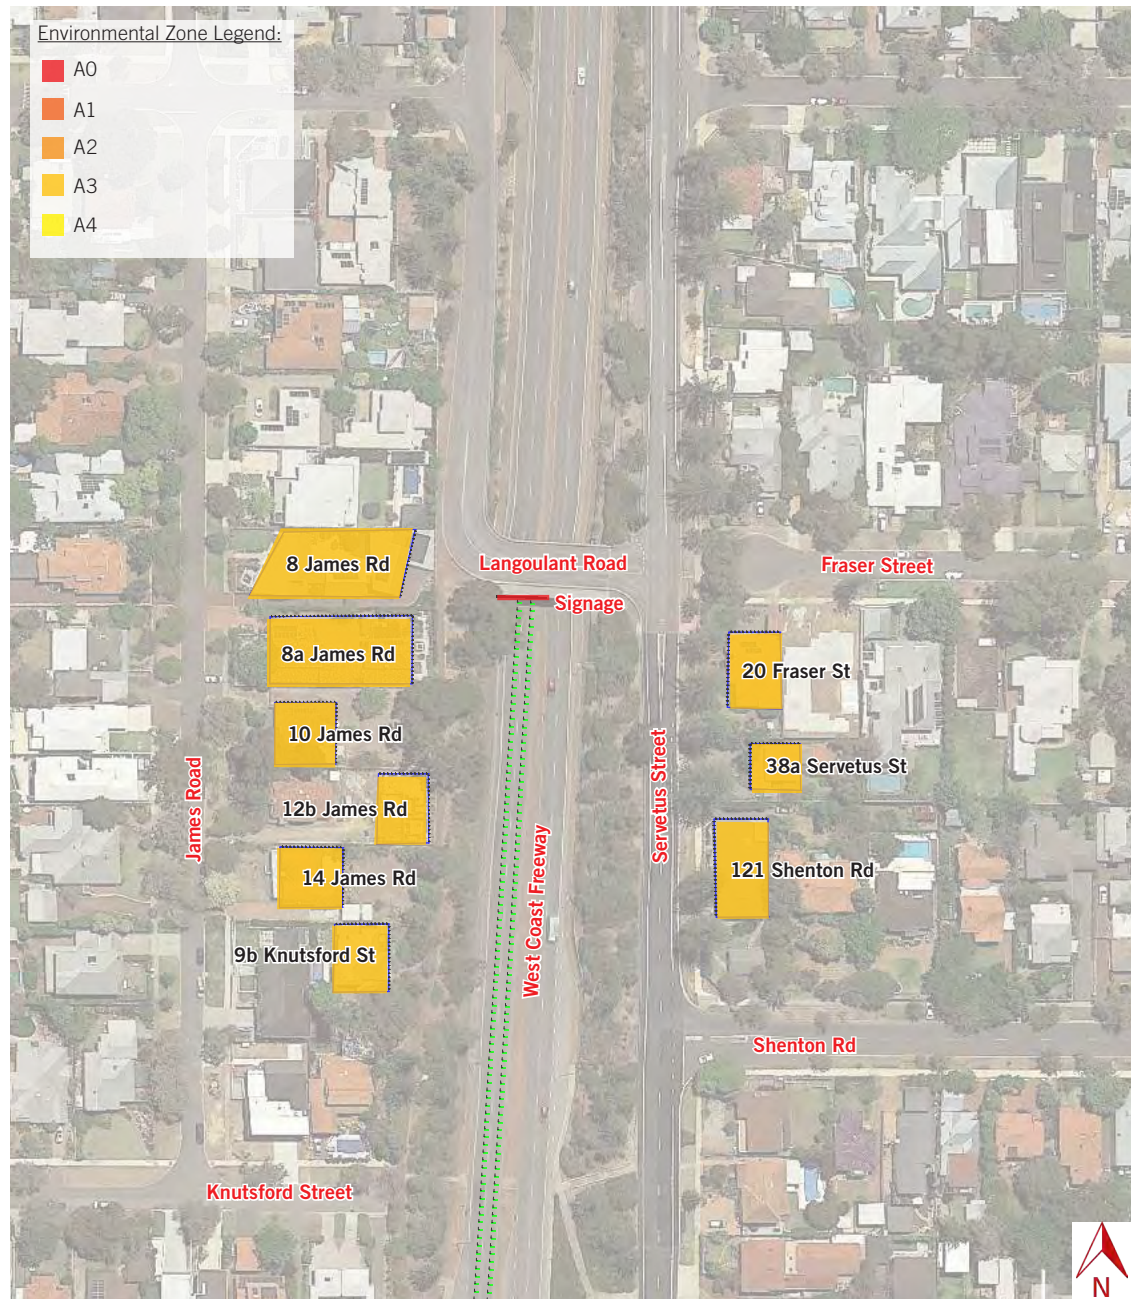 Environmental Zone Legend:
A0
A1
A2
A3
A4
8 James Rd
Langoulant Road
Fraser Street
Signage
8a James Rd
20 Fraser St
10 James Rd
38a Servetus St
James Road
Servetus Street
12b James Rd
West Coast Freeway
14 James Rd
121 Shenton Rd
9b Knutsford St
Shenton Rd
Knutsford Street
N